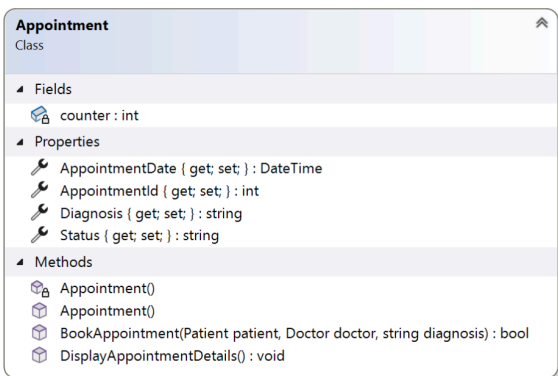 Appointment
Class
Fields
counter : int
Properties
AppointmentDate { get; set; } : DateTime
AppointmentId { get; set; } : int
Diagnosis { get; set; } : string
Status { get; set; } : string
Methods
Appointment()
Appointment()
BookAppointment(Patient patient, Doctor doctor, string diagnosis) : bool
DisplayAppointmentDetails() : void